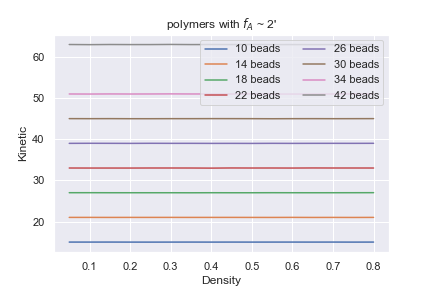 polymers with f_A ~ 2'
10 beads 26 beads
14 beads 30 beads
18 beads 34 beads
22 beads 42 beads
Kinetic
60
50
40
30
20
0.1 0.2 0.3 0.4 0.5 0.6 0.7 0.8
Density